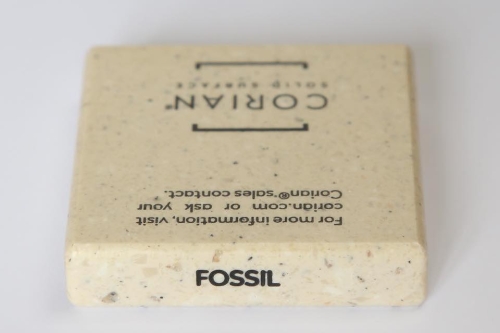 CORIAN®
SOLID SURFACE
For more information, visit
corian.com or ask your
Corian® sales contact.
FOSSIL